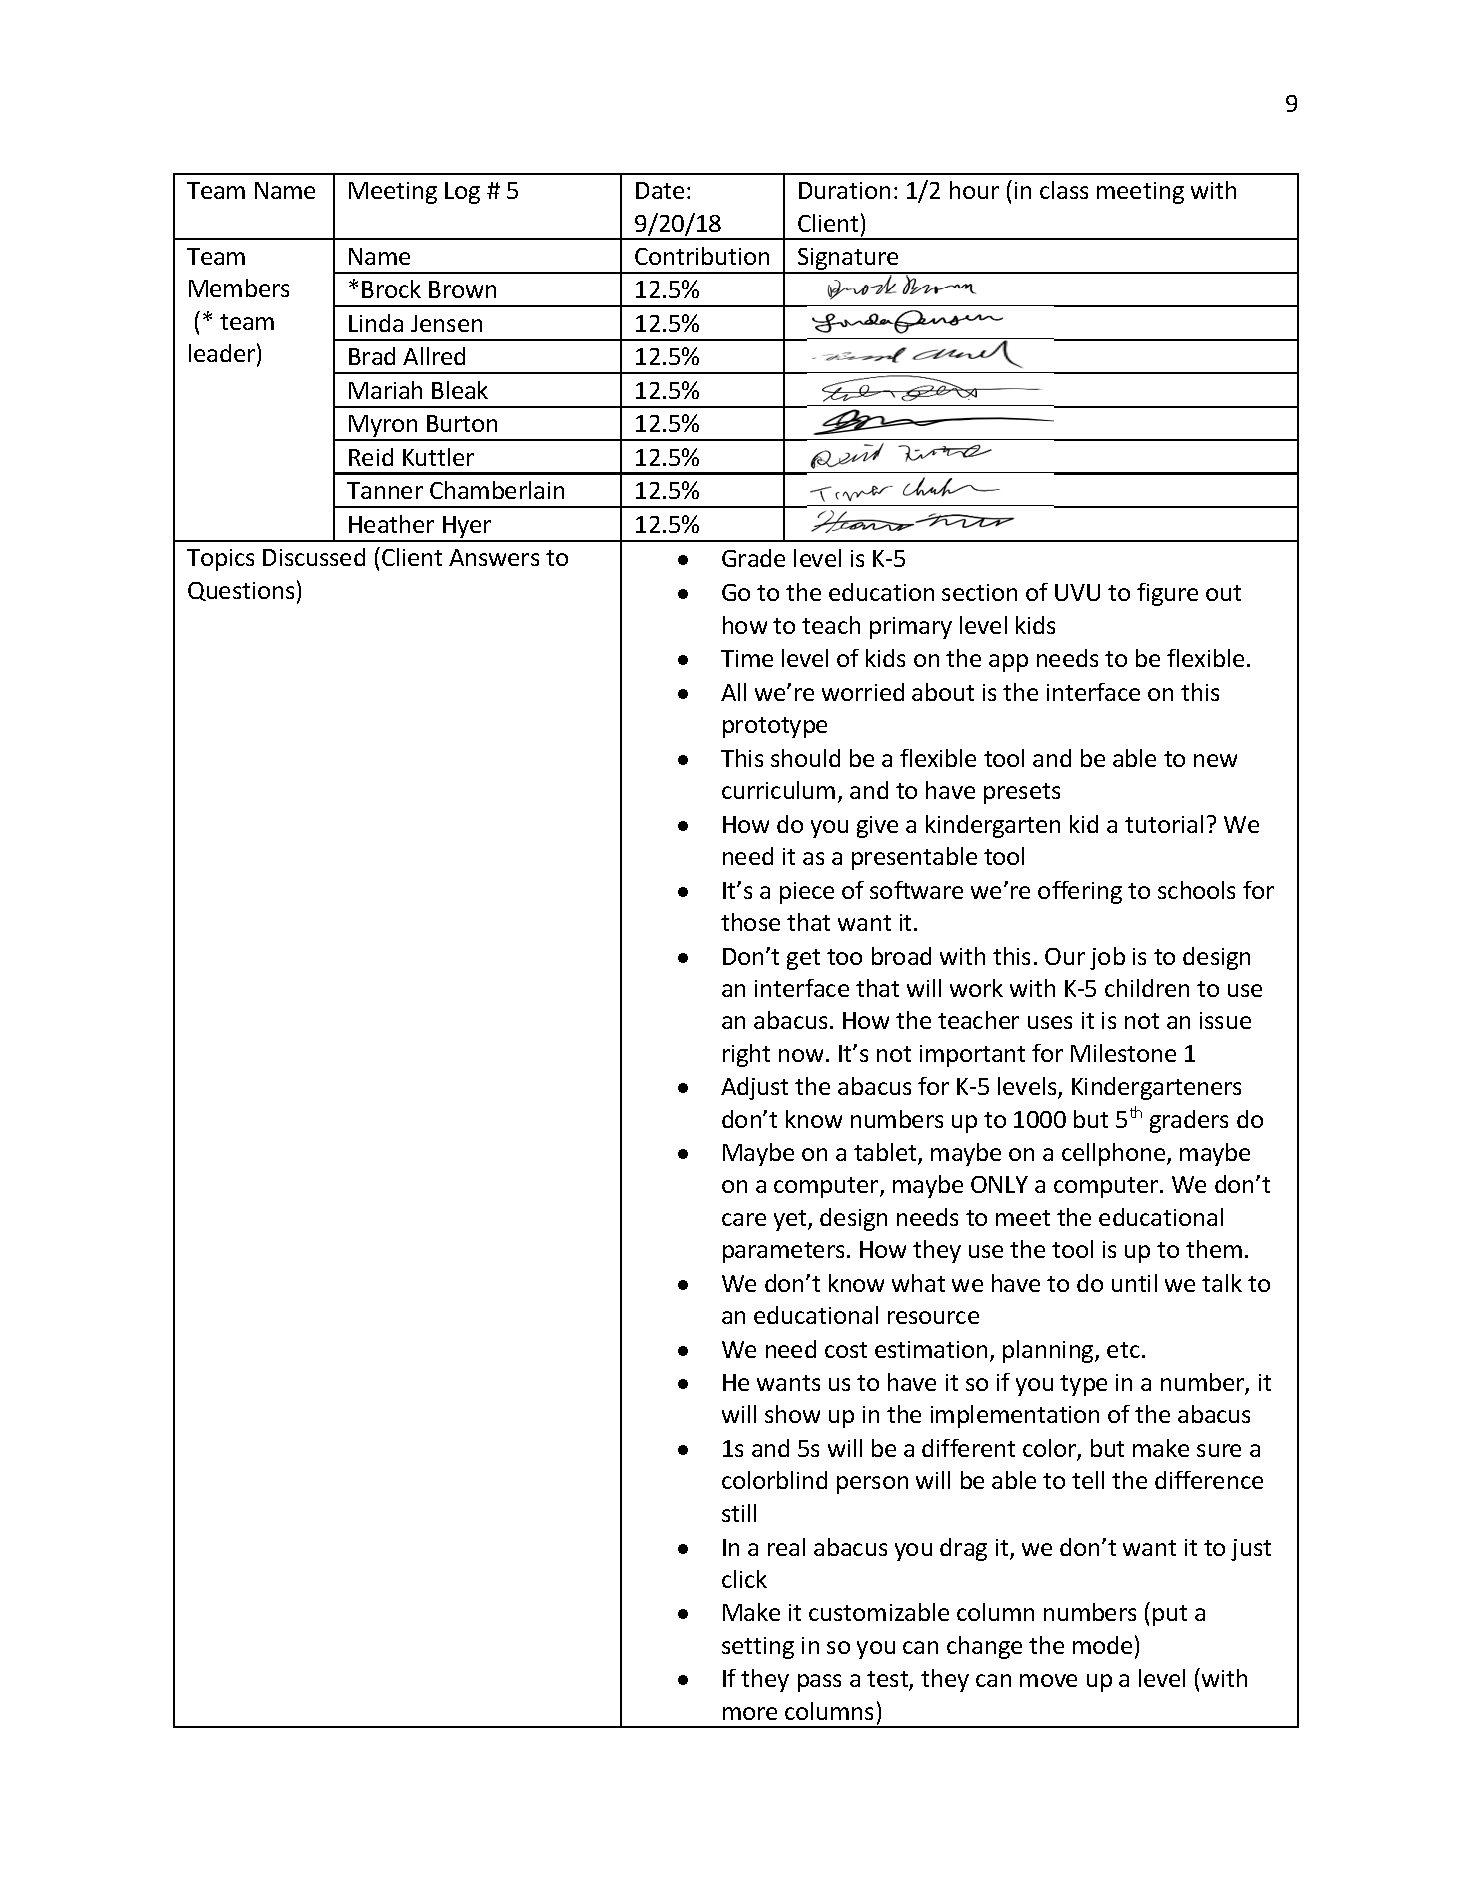 9
Team Name Meeting Log # 5 Date: Duration: 1/2 hour (in class meeting with
9/20/18 Client)
Team Name Contribution Signature
Members *Brock Brown 12.5% Brock Brown
(* team Linda Jensen 12.5% Linda Jensen
leader) Brad Allred 12.5%
Mariah Bleak 12.5%
Myron Burton 12.5%
Reid Kuttler 12.5% Reid
Tanner Chamberlain 12.5%
Heather Hyer 12.5%
Topics Discussed (Client Answers to
Questions)
● Grade level is K-5
● Go to the education section of UVU to figure out
how to teach primary level kids
● Time level of kids on the app needs to be flexible.
● All we’re worried about is the interface on this
prototype
● This should be a flexible tool and be able to new
curriculum, and to have presets
● How do you give a kindergarten kid a tutorial? We
need it as a presentable tool
● It’s a piece of software we’re offering to schools for
those that want it.
● Don’t get too broad with this. Our job is to design
an interface that will work with K-5 children to use
an abacus. How the teacher uses it is not an issue
right now. It’s not important for Milestone 1
● Adjust the abacus for K-5 levels, Kindergarteners
don’t know numbers up to 1000 but 5th graders do
● Maybe on a tablet, maybe on a cellphone, maybe
on a computer, maybe ONLY a computer. We don’t
care yet, design needs to meet the educational
parameters. How they use the tool is up to them.
● We don’t know what we have to do until we talk to
an educational resource
● We need cost estimation, planning, etc.
● He wants us to have it so if you type in a number, it
will show up in the implementation of the abacus
● 1s and 5s will be a different color, but make sure a
colorblind person will be able to tell the difference
still
● In a real abacus you drag it, we don’t want it to just
click
● Make it customizable column numbers (put a
setting in so you can change the mode)
● If they pass a test, they can move up a level (with
more columns)